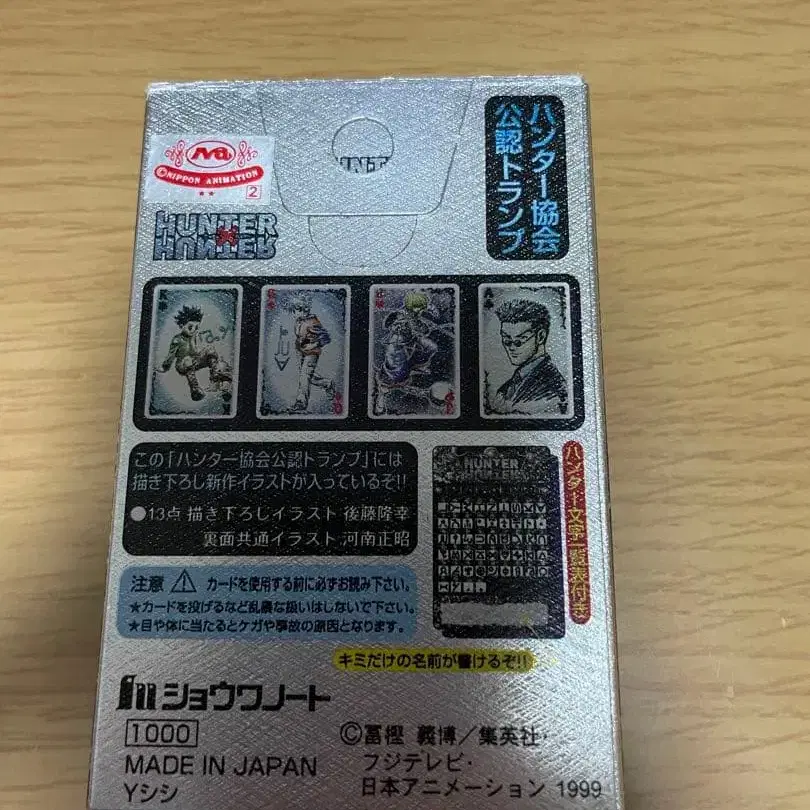 ハンター協会
公認トランプ
©NIPPON ANIMATION
2
HUNTER
HUNTER
この「ハンター協会公認トランプ」には
描き下ろし新作イラストが入っているぞ!!
●13点 描き下ろしイラスト 後藤隆幸
裏面共通イラスト 河南正昭
HUNTER
HUNTER
ハンター文字一覧表付き
注意 ⚠ カードを使用する前に必ずお読み下さい。
★カードを投げるなど乱暴な扱いはしないで下さい。
★目や体に当たるとケガや事故の原因となります。
キミだけの名前が書けるぞ!!
ショウワノート
1000
MADE IN JAPAN
Yシシ
©冨樫 義博／集英社・
フジテレビ・
日本アニメーション 1999